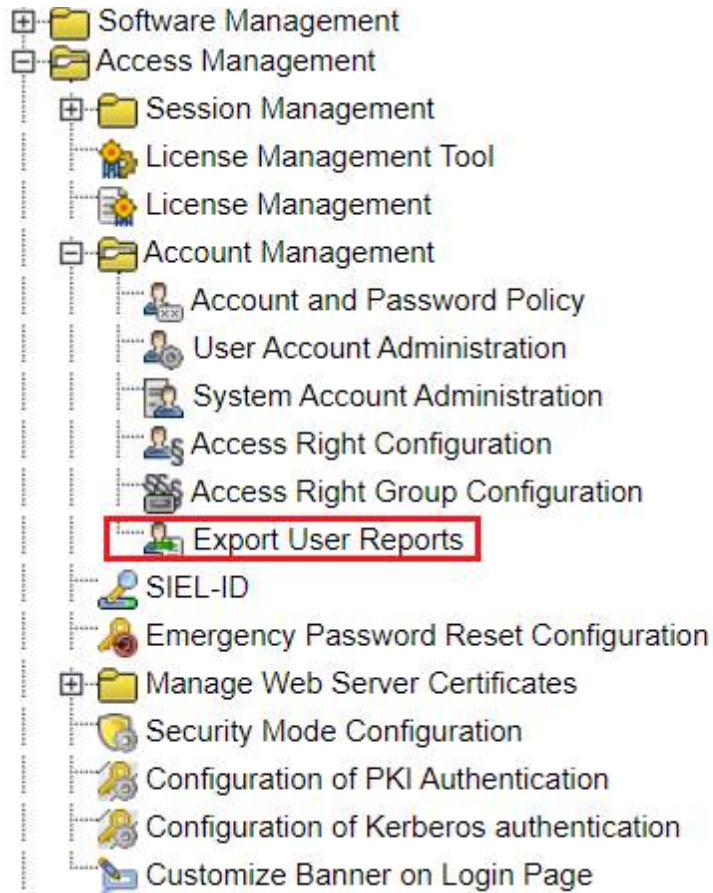 Software Management
Access Management
Session Management
License Management Tool
License Management
Account Management
Account and Password Policy
User Account Administration
System Account Administration
Access Right Configuration
Access Right Group Configuration
Export User Reports
SIEL-ID
Emergency Password Reset Configuration
Manage Web Server Certificates
Security Mode Configuration
Configuration of PKI Authentication
Configuration of Kerberos authentication
Customize Banner on Login Page